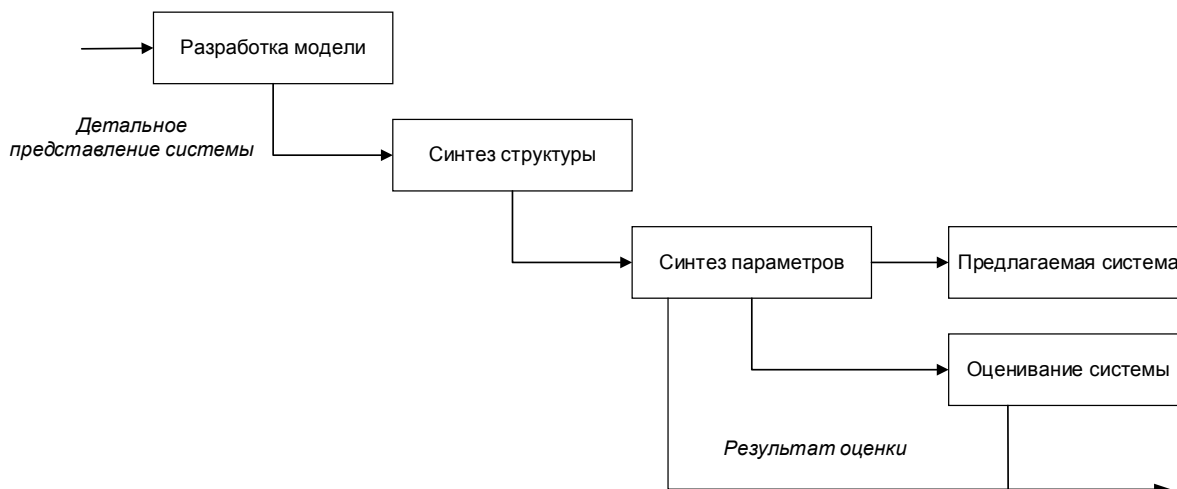 Разработка модели
Детальное
представление системы
Синтез структуры
Синтез параметров
Предлагаемая система
Оценивание системы
Результат оценки